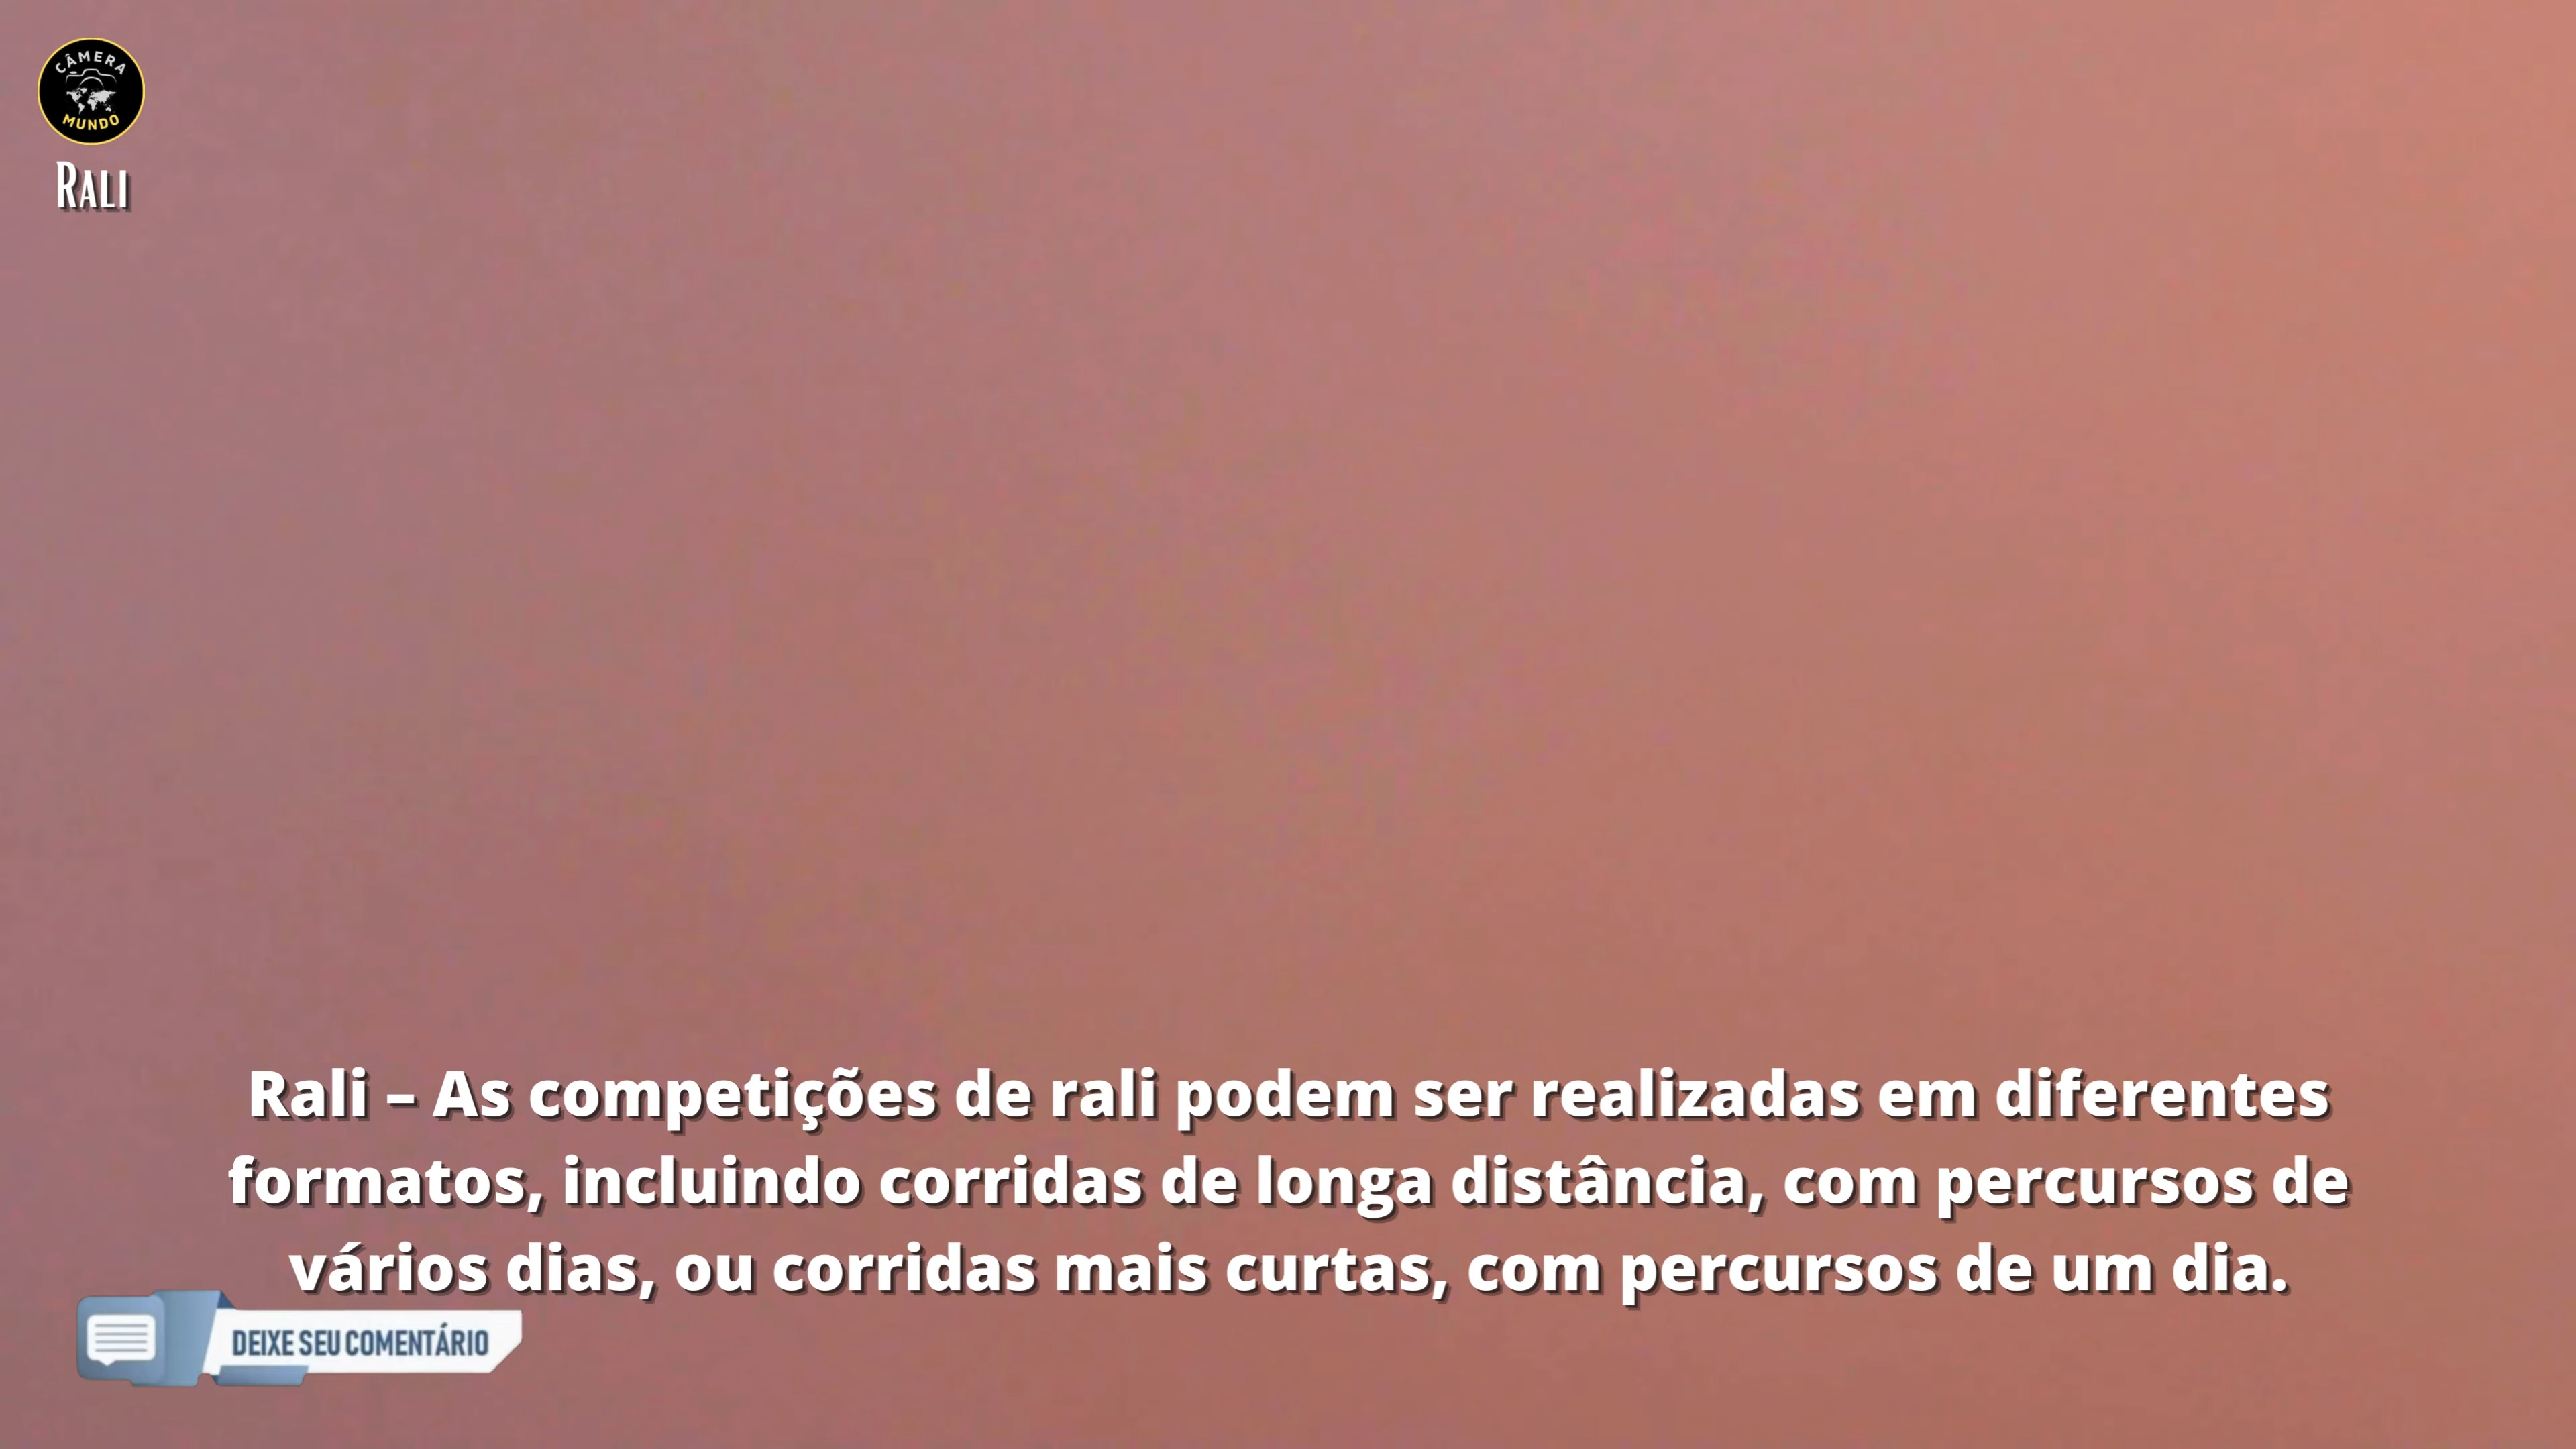 CÂMERA
MUNDO
RALI
Rali – As competições de rali podem ser realizadas em diferentes
formatos, incluindo corridas de longa distância, com percursos de
vários dias, ou corridas mais curtas, com percursos de um dia.
DEIXE SEU COMENTÁRIO